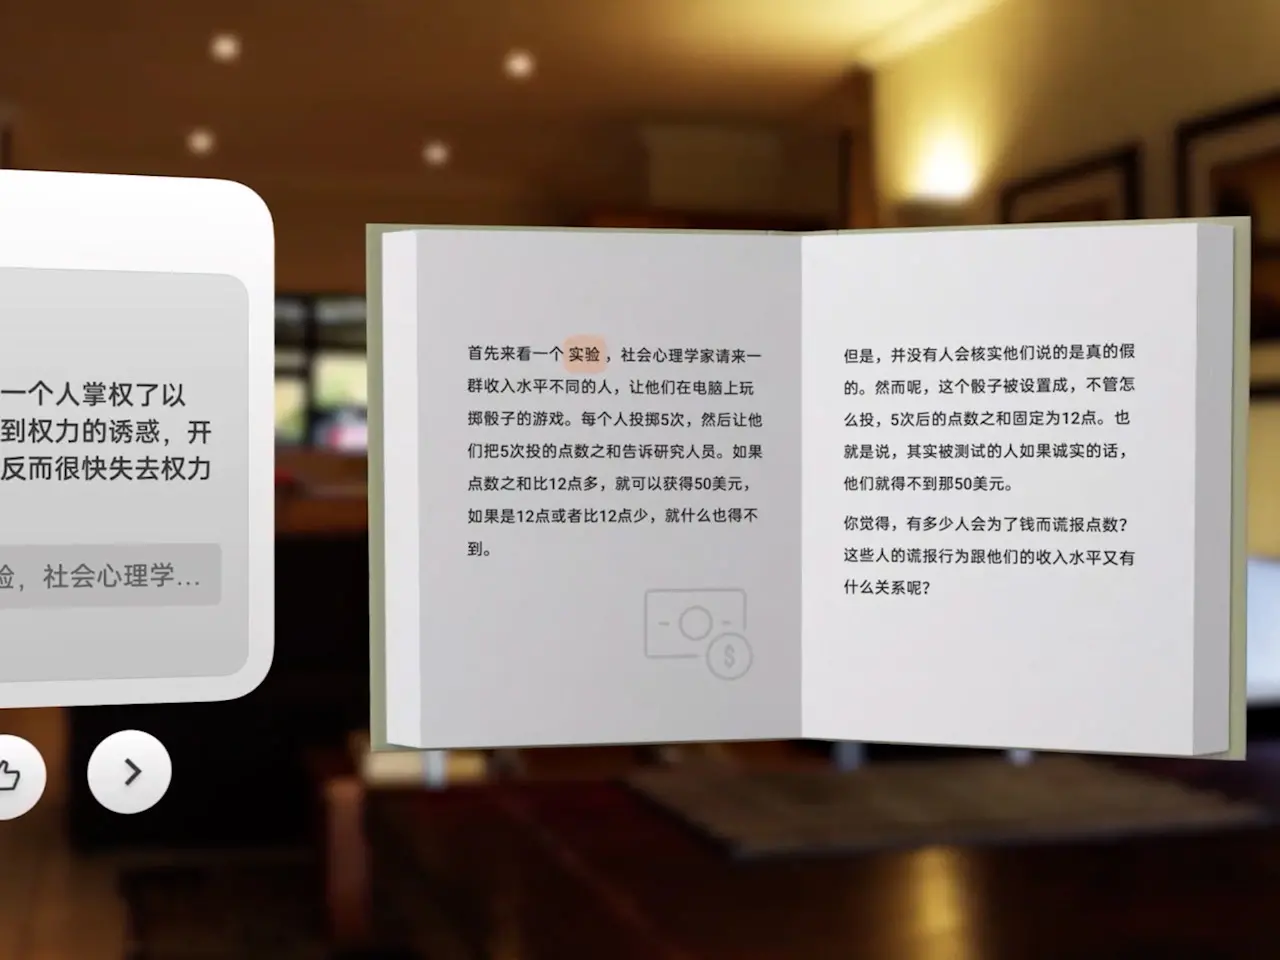 一个人掌权了以
到权力的诱惑，开
反而很快失去权力
验，社会心理学...
首先来看一个 实验 ，社会心理学家请来一
群收入水平不同的人，让他们在电脑上玩
掷骰子的游戏。每个人投掷5次，然后让他
们把5次投的点数之和告诉研究人员。如果
点数之和比12点多，就可以获得50美元，
如果是12点或者比12点少，就什么也得不
到。
$
但是，并没有人会核实他们说的是真的假
的。然而呢，这个骰子被设置成，不管怎
么投，5次后的点数之和固定为12点。也
就是说，其实被测试的人如果诚实的话，
他们就得不到那50美元。
你觉得，有多少人会为了钱而谎报点数？
这些人的谎报行为跟他们的收入水平又有
什么关系呢？